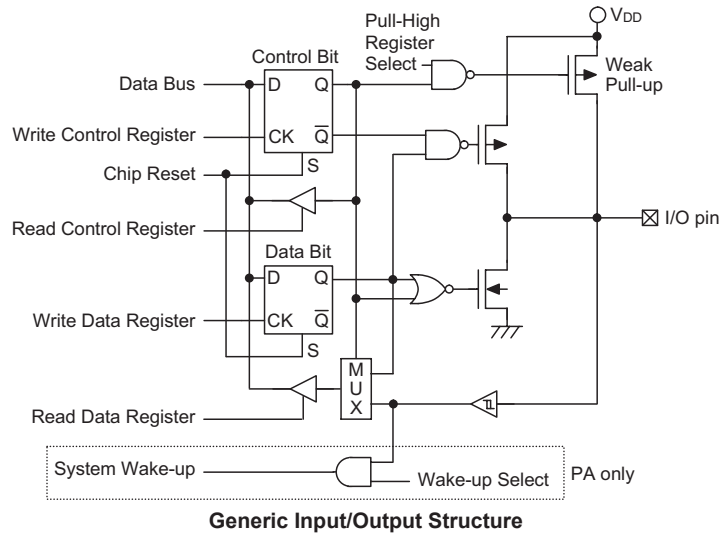 VDD
Pull-High
Register
Select
Weak
Pull-up
Control Bit
Data Bus
D Q
Write Control Register
CK Q
S
Chip Reset
Read Control Register
I/O pin
Data Bit
D Q
Write Data Register
CK Q
S
M
U
X
Read Data Register
System Wake-up
Wake-up Select
PA only
Generic Input/Output Structure